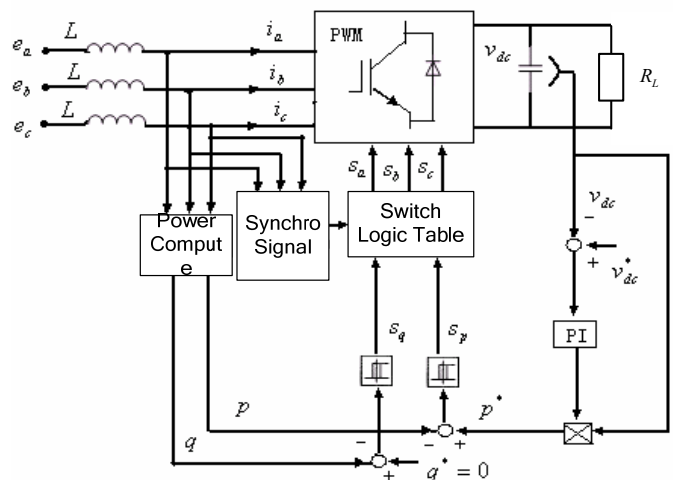 L i_a PWM
e_a v_dc
L i_b
e_b R_L
L i_c
e_c
s_a s_b s_c
Power
Comput
e
Synchro
Signal
Switch
Logic Table
v_dc
−
+ v*_dc
PI
s_q s_p
p p*
− +
q −
+ q* = 0